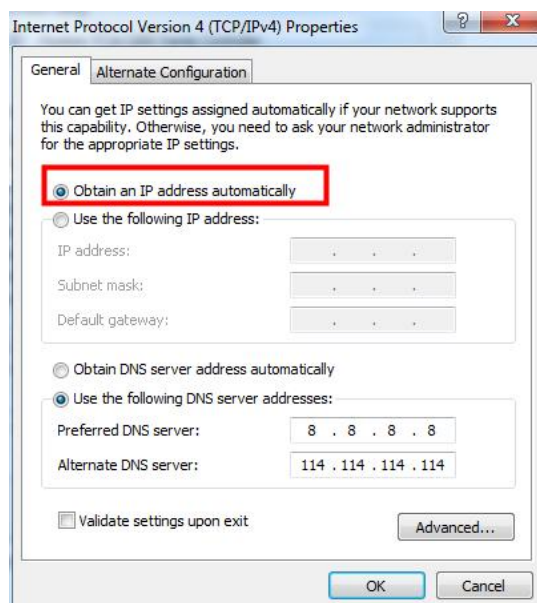 Internet Protocol Version 4 (TCP/IPv4) Properties
General
Alternate Configuration
You can get IP settings assigned automatically if your network supports
this capability. Otherwise, you need to ask your network administrator
for the appropriate IP settings.
Obtain an IP address automatically
Use the following IP address:
IP address:
. . .
Subnet mask:
. . .
Default gateway:
. . .
Obtain DNS server address automatically
Use the following DNS server addresses:
Preferred DNS server:
8 . 8 . 8 . 8
Alternate DNS server:
114 . 114 . 114 . 114
Validate settings upon exit
Advanced...
OK
Cancel